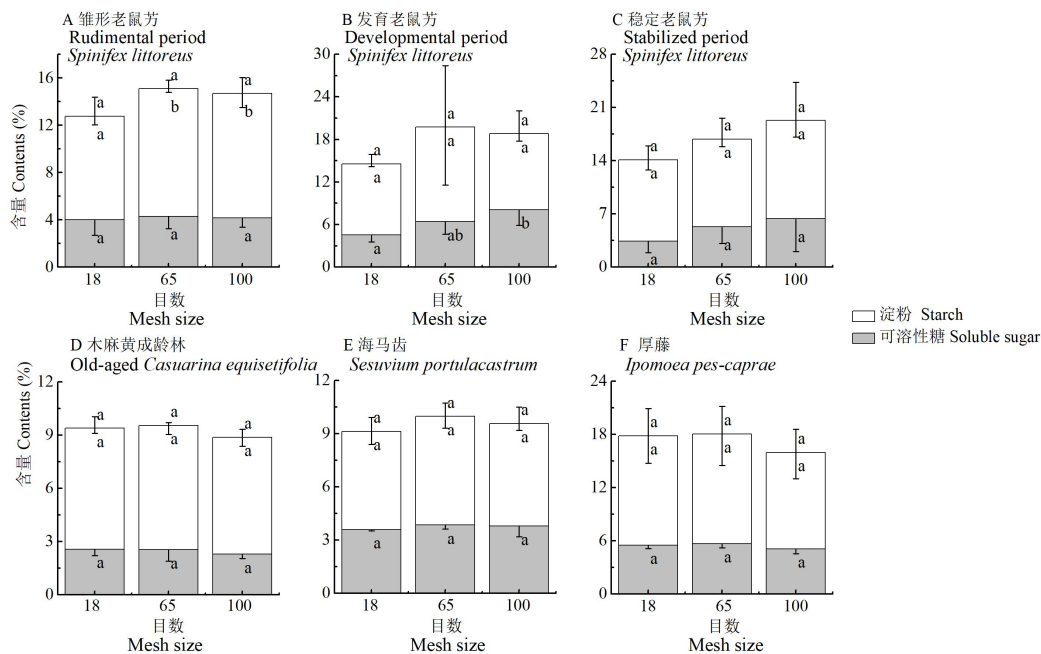 A 雏形老鼠艻
Rudimental period
Spinifex littoreus
B 发育老鼠艻
Developmental period
Spinifex littoreus
C 稳定老鼠艻
Stabilized period
Spinifex littoreus
含量 Contents (%)
16
12
8
4
0
a
a
a
b
a
b
a
a
a
18
65
100
目数
Mesh size
30
24
18
12
6
0
a
a
a
a
a
a
a
ab
b
18
65
100
目数
Mesh size
28
21
14
7
0
a
a
a
a
a
a
a
a
a
18
65
100
目数
Mesh size
淀粉 Starch
可溶性糖 Soluble sugar
D 木麻黄成龄林
Old-aged Casuarina equisetifolia
E 海马齿
Sesuvium portulacastrum
F 厚藤
Ipomoea pes-caprae
含量 Contents (%)
12
9
6
3
0
a
a
a
a
a
a
a
a
a
18
65
100
目数
Mesh size
12
9
6
3
0
a
a
a
a
a
a
a
a
a
18
65
100
目数
Mesh size
24
18
12
6
0
a
a
a
a
a
a
a
a
a
18
65
100
目数
Mesh size